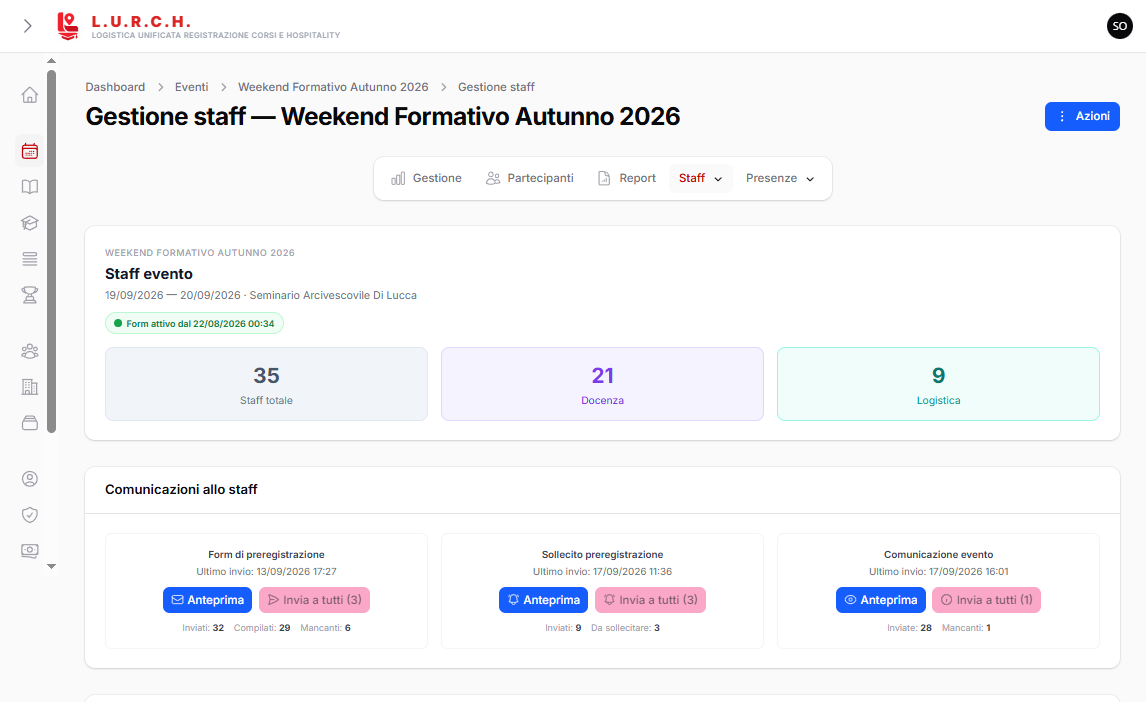 L.U.R.C.H.
LOGISTICA UNIFICATA REGISTRAZIONE CORSI E HOSPITALITY
SO
Dashboard > Eventi > Weekend Formativo Autunno 2026 > Gestione staff
Gestione staff — Weekend Formativo Autunno 2026
⋮ Azioni
Gestione Partecipanti Report Staff Presenze
WEEKEND FORMATIVO AUTUNNO 2026
Staff evento
19/09/2026 — 20/09/2026 · Seminario Arcivescovile Di Lucca
Form attivo dal 22/08/2026 00:34
35
Staff totale
21
Docenza
9
Logistica
Comunicazioni allo staff
Form di preregistrazione
Ultimo invio: 13/09/2026 17:27
Anteprima Invia a tutti (3)
Inviati: 32 Compilati: 29 Mancanti: 6
Sollecito preregistrazione
Ultimo invio: 17/09/2026 11:36
Anteprima Invia a tutti (3)
Inviati: 9 Da sollecitare: 3
Comunicazione evento
Ultimo invio: 17/09/2026 16:01
Anteprima Invia a tutti (1)
Inviate: 28 Mancanti: 1